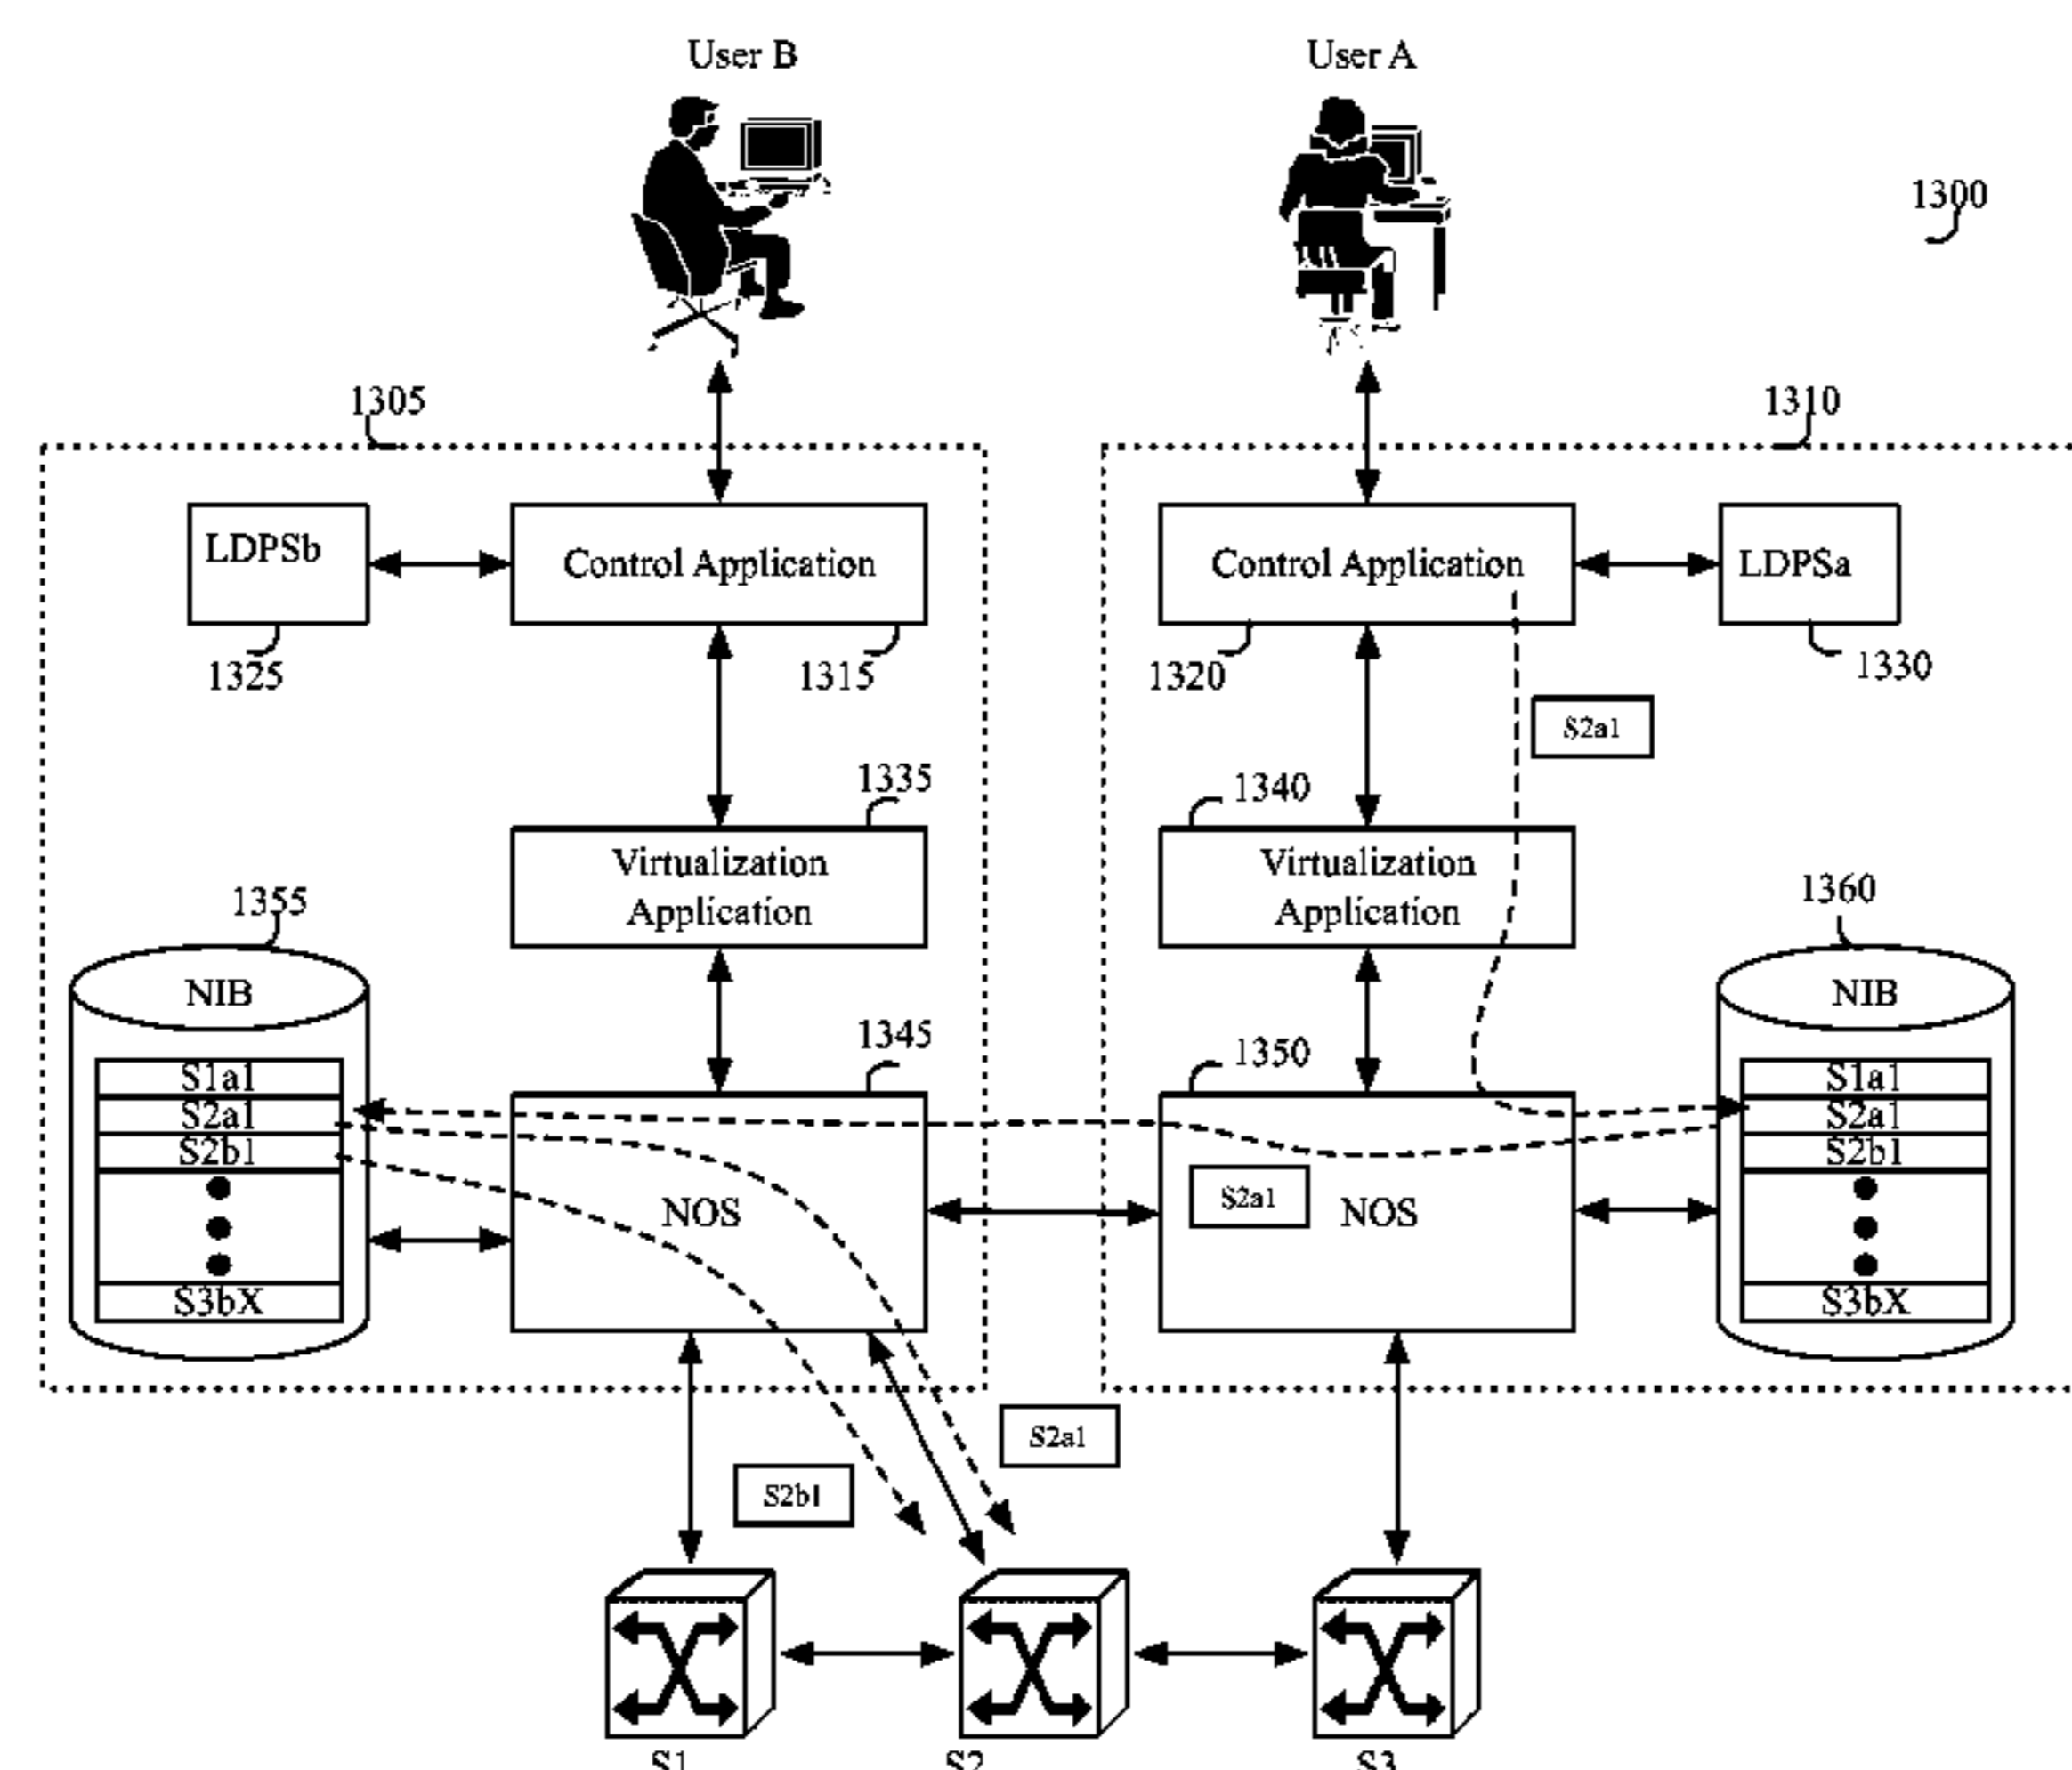 User B
User A
1300
1305
1310
LDPSb
Control Application
Control Application
LDPSa
1325
1315
1320
1330
S2a1
1335
1340
Virtualization
Application
Virtualization
Application
1355
1360
NIB
NIB
1345
1350
S1a1
S2a1
S2b1
S3bX
NOS
S2a1
NOS
S1a1
S2a1
S2b1
S3bX
S2a1
S2b1
S1
S2
S3